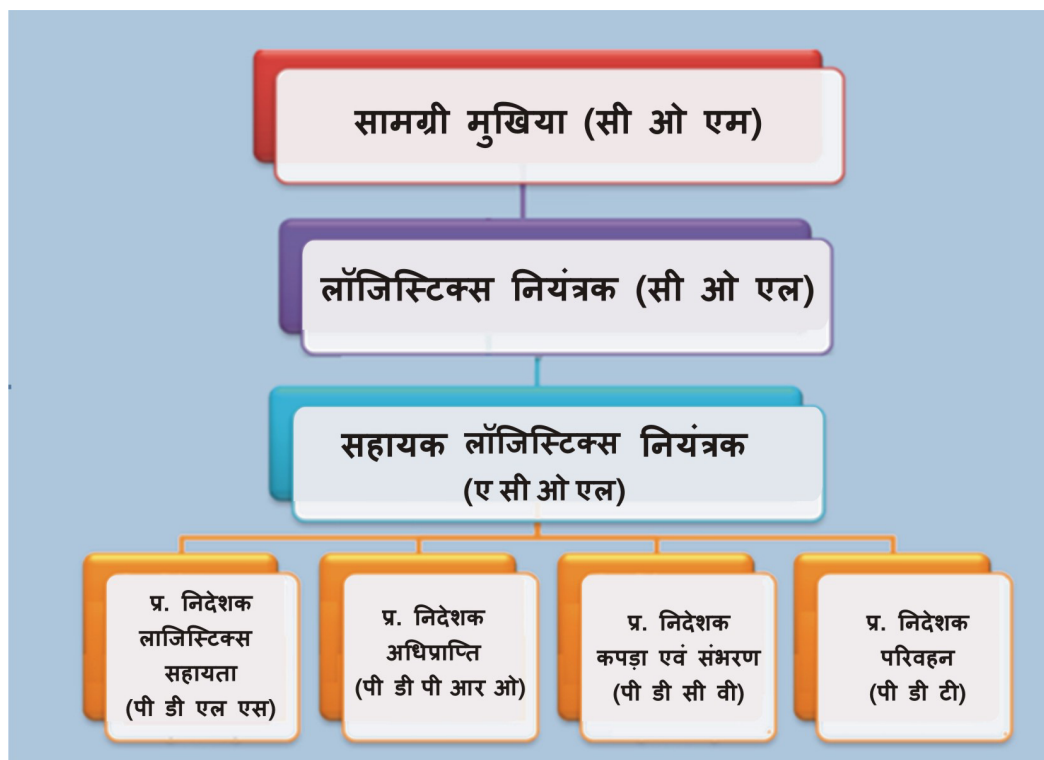 सामग्री मुखिया (सी ओ एम)
लॉजिस्टिक्स नियंत्रक (सी ओ एल)
सहायक लॉजिस्टिक्स नियंत्रक
(ए सी ओ एल)
प्र. निदेशक
लाजिस्टिक्स
सहायता
(पी डी एल एस)
प्र. निदेशक
अधिप्राप्ति
(पी डी पी आर ओ)
प्र. निदेशक
कपड़ा एवं संभरण
(पी डी सी वी)
प्र. निदेशक
परिवहन
(पी डी टी)